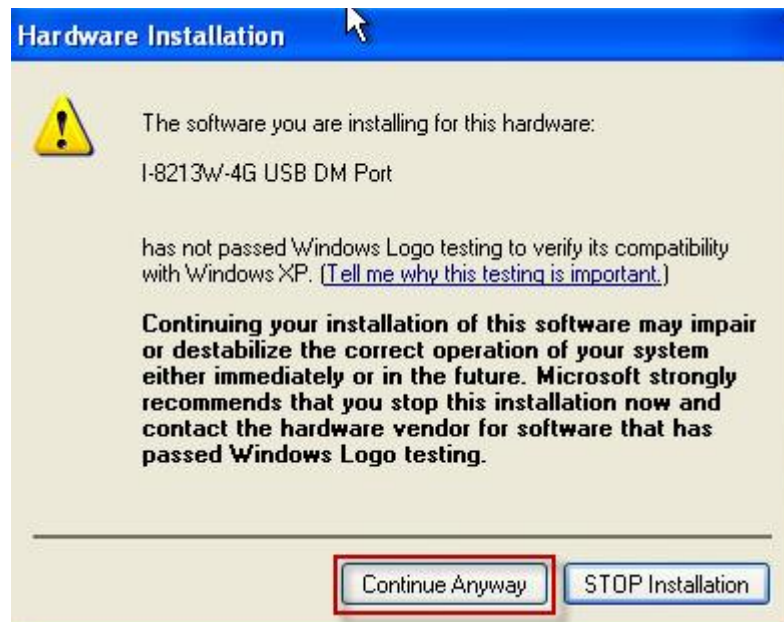 Hardware Installation
The software you are installing for this hardware:
I-8213W-4G USB DM Port
has not passed Windows Logo testing to verify its compatibility
with Windows XP. (Tell me why this testing is important.)
Continuing your installation of this software may impair
or destabilize the correct operation of your system
either immediately or in the future. Microsoft strongly
recommends that you stop this installation now and
contact the hardware vendor for software that has
passed Windows Logo testing.
Continue Anyway
STOP Installation